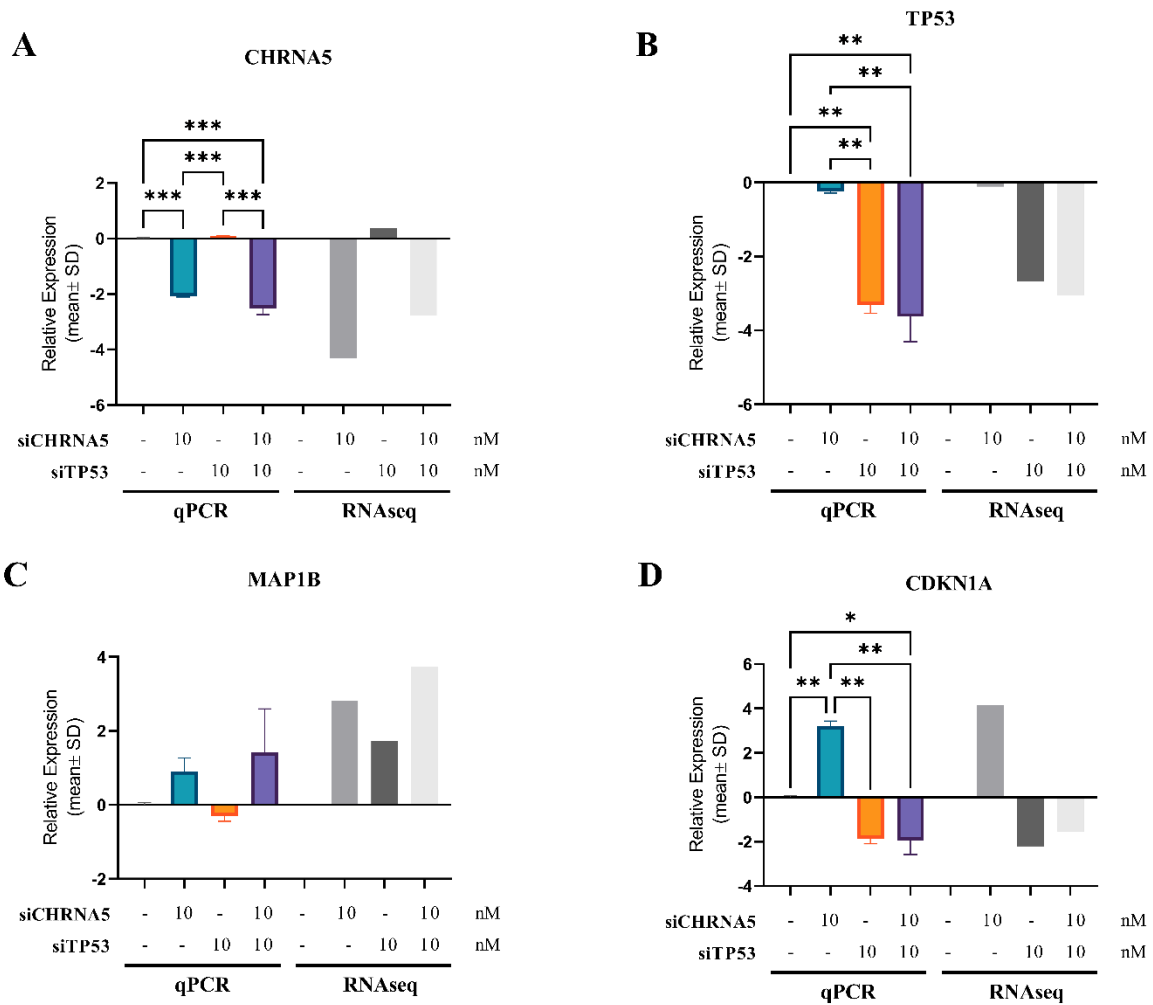 A
CHRNA5
*** 
***
*** ***
2
0
-2
-4
-6
Relative Expression
(mean± SD)
siCHRNA5 - 10 - 10 - 10 - 10 nM
siTP53 - - 10 10 - - 10 10 nM
qPCR RNAseq
B
TP53
**
**
**
**
0
-2
-4
-6
Relative Expression
(mean± SD)
siCHRNA5 - 10 - 10 - 10 - 10 nM
siTP53 - - 10 10 - - 10 10 nM
qPCR RNAseq
C
MAP1B
4
2
0
-2
Relative Expression
(mean± SD)
siCHRNA5 - 10 - 10 - 10 - 10 nM
siTP53 - - 10 10 - - 10 10 nM
qPCR RNAseq
D
CDKN1A
*
**
** **
6
4
2
0
-2
-4
Relative Expression
(mean± SD)
siCHRNA5 - 10 - 10 - 10 - 10 nM
siTP53 - - 10 10 - - 10 10 nM
qPCR RNAseq